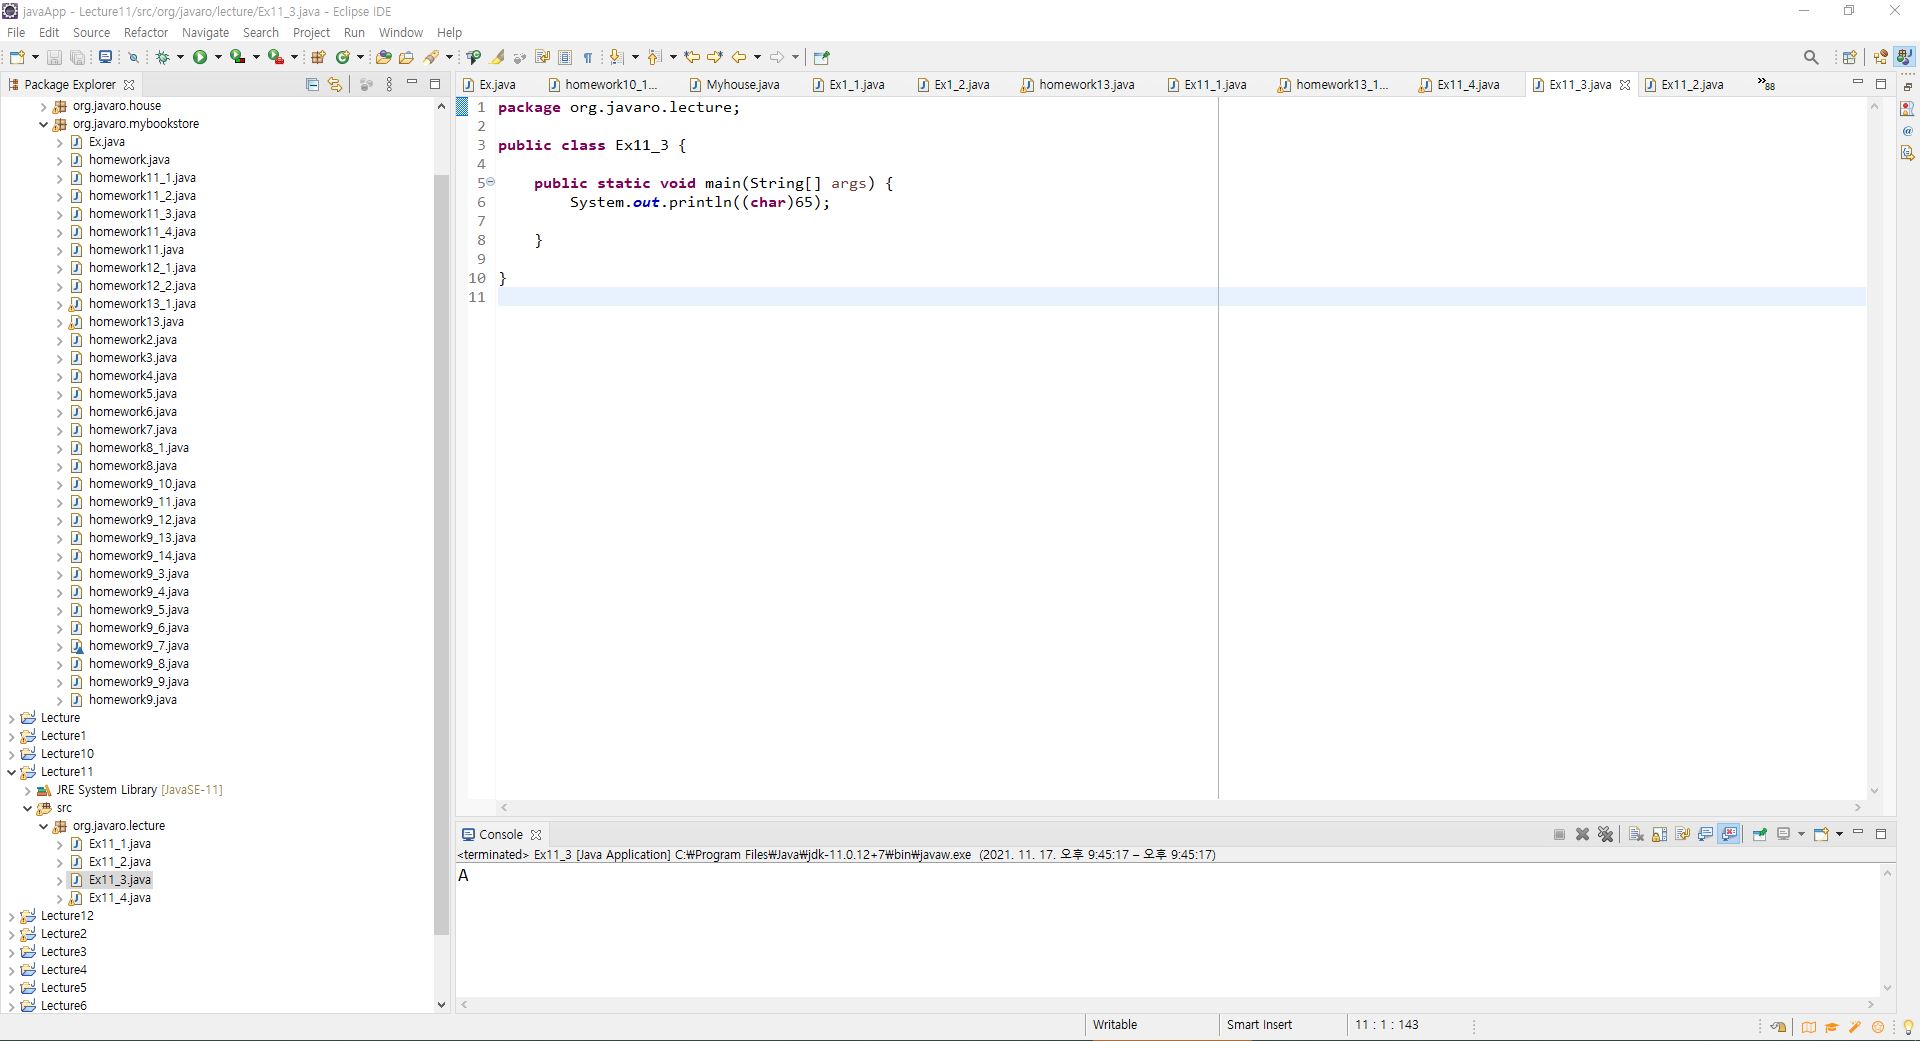 javaApp - Lecture11/src/org/javaro/lecture/Ex11_3.java - Eclipse IDE
File Edit Source Refactor Navigate Search Project Run Window Help
Package Explorer
org.javaro.house
org.javaro.mybookstore
Ex.java
homework.java
homework11_1.java
homework11_2.java
homework11_3.java
homework11_4.java
homework11.java
homework12_1.java
homework12_2.java
homework13_1.java
homework13.java
homework2.java
homework3.java
homework4.java
homework5.java
homework6.java
homework7.java
homework8_1.java
homework8.java
homework9_10.java
homework9_11.java
homework9_12.java
homework9_13.java
homework9_14.java
homework9_3.java
homework9_4.java
homework9_5.java
homework9_6.java
homework9_7.java
homework9_8.java
homework9_9.java
homework9.java
Lecture
Lecture1
Lecture10
Lecture11
JRE System Library [JavaSE-11]
src
org.javaro.lecture
Ex11_1.java
Ex11_2.java
Ex11_3.java
Ex11_4.java
Lecture12
Lecture2
Lecture3
Lecture4
Lecture5
Lecture6
Ex.java homework10_1... Myhouse.java Ex1_1.java Ex1_2.java homework13.java Ex11_1.java homework13_1... Ex11_4.java Ex11_3.java Ex11_2.java »88
1 package org.javaro.lecture;
2
3 public class Ex11_3 {
4
5 public static void main(String[] args) {
6 System.out.println((char)65);
7
8 }
9
10 }
11
Console
<terminated> Ex11_3 [Java Application] C:₩Program Files₩Java₩jdk-11.0.12+7₩bin₩javaw.exe (2021. 11. 17. 오후 9:45:17 – 오후 9:45:17)
A
Writable Smart Insert 11 : 1 : 143